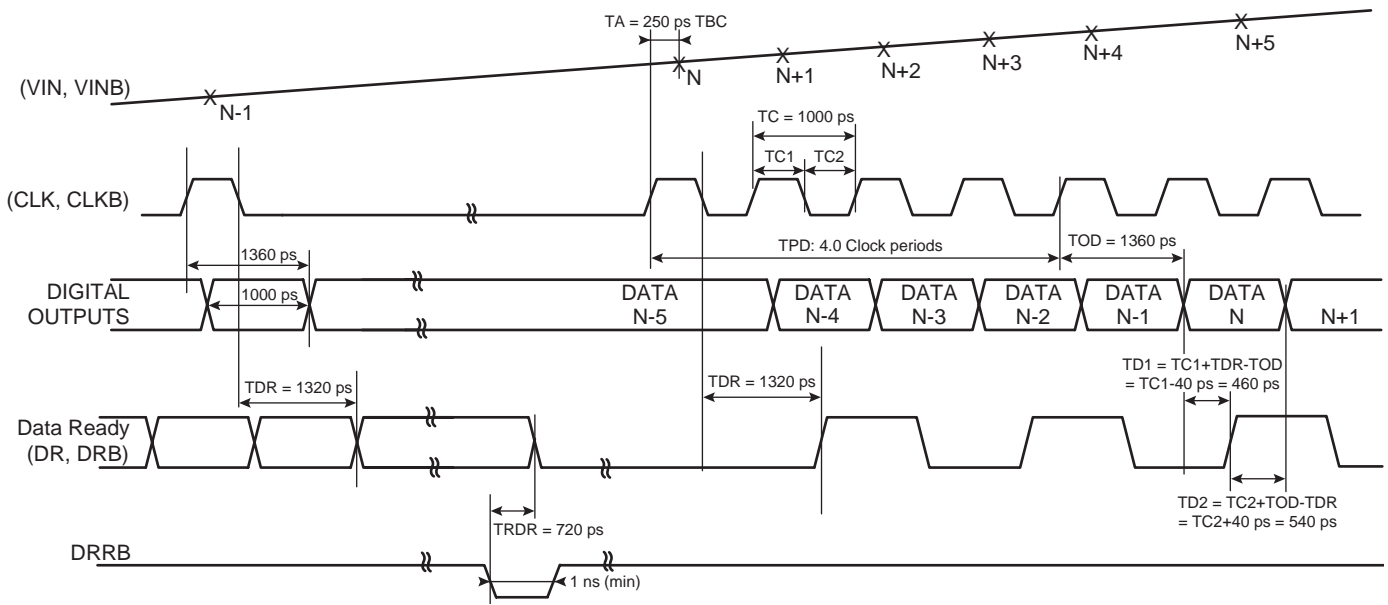 TA = 250 ps TBC
(VIN, VINB)
N-1
N
N+1
N+2
N+3
N+4
N+5
TC = 1000 ps
TC1
TC2
(CLK, CLKB)
1360 ps
TPD: 4.0 Clock periods
TOD = 1360 ps
DIGITAL
OUTPUTS
1000 ps
DATA
N-5
DATA
N-4
DATA
N-3
DATA
N-2
DATA
N-1
DATA
N
N+1
TDR = 1320 ps
TDR = 1320 ps
TD1 = TC1+TDR-TOD
= TC1-40 ps = 460 ps
Data Ready
(DR, DRB)
TRDR = 720 ps
TD2 = TC2+TOD-TDR
= TC2+40 ps = 540 ps
DRRB
1 ns (min)